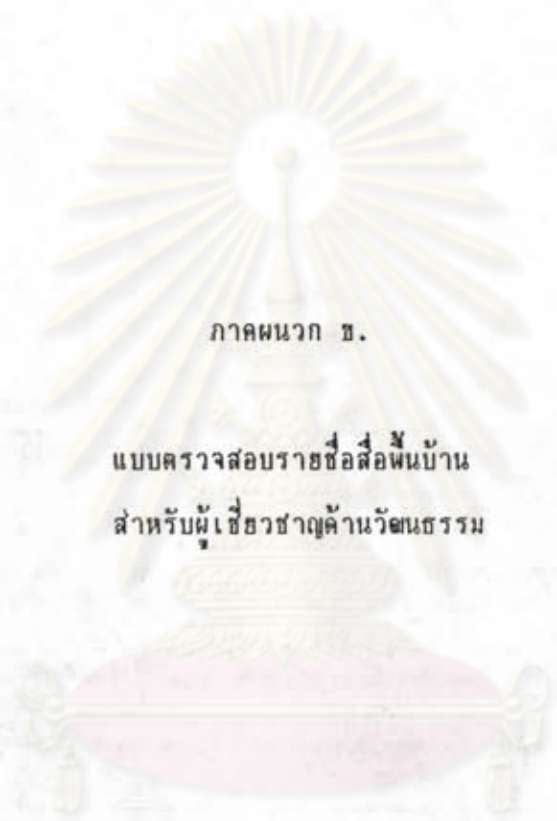 ภาคผนวก ข.
แบบตรวจสอบรายชื่อสื่อพื้นบ้าน
สำหรับผู้เชี่ยวชาญด้านวัฒนธรรม